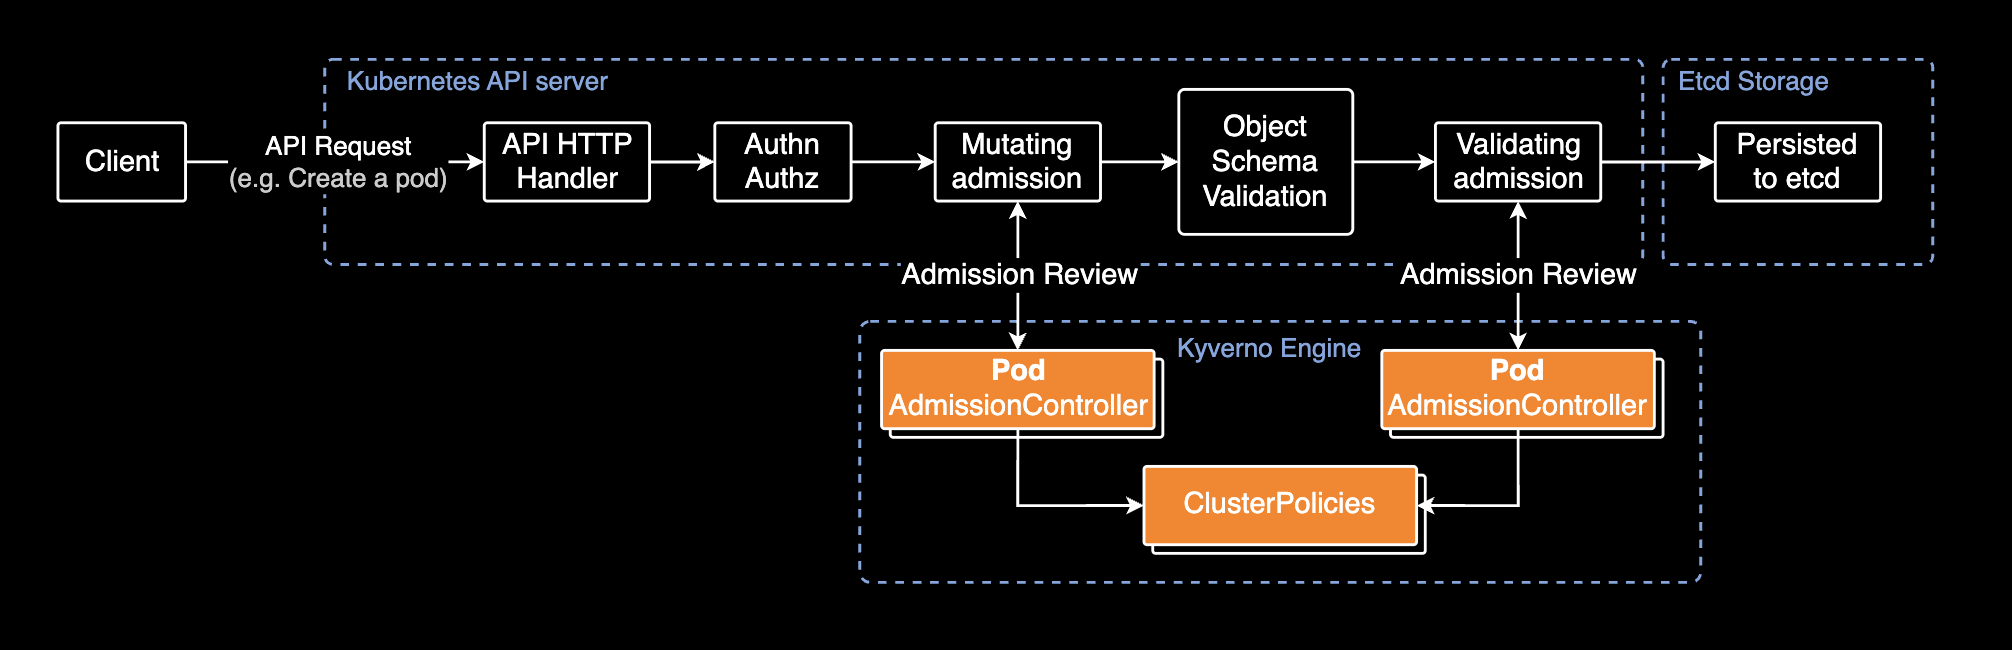 Kubernetes API server
Etcd Storage
Client
API Request
(e.g. Create a pod)
API HTTP
Handler
Authn
Authz
Mutating
admission
Object
Schema
Validation
Validating
admission
Persisted
to etcd
Admission Review
Admission Review
Kyverno Engine
Pod
AdmissionController
Pod
AdmissionController
ClusterPolicies